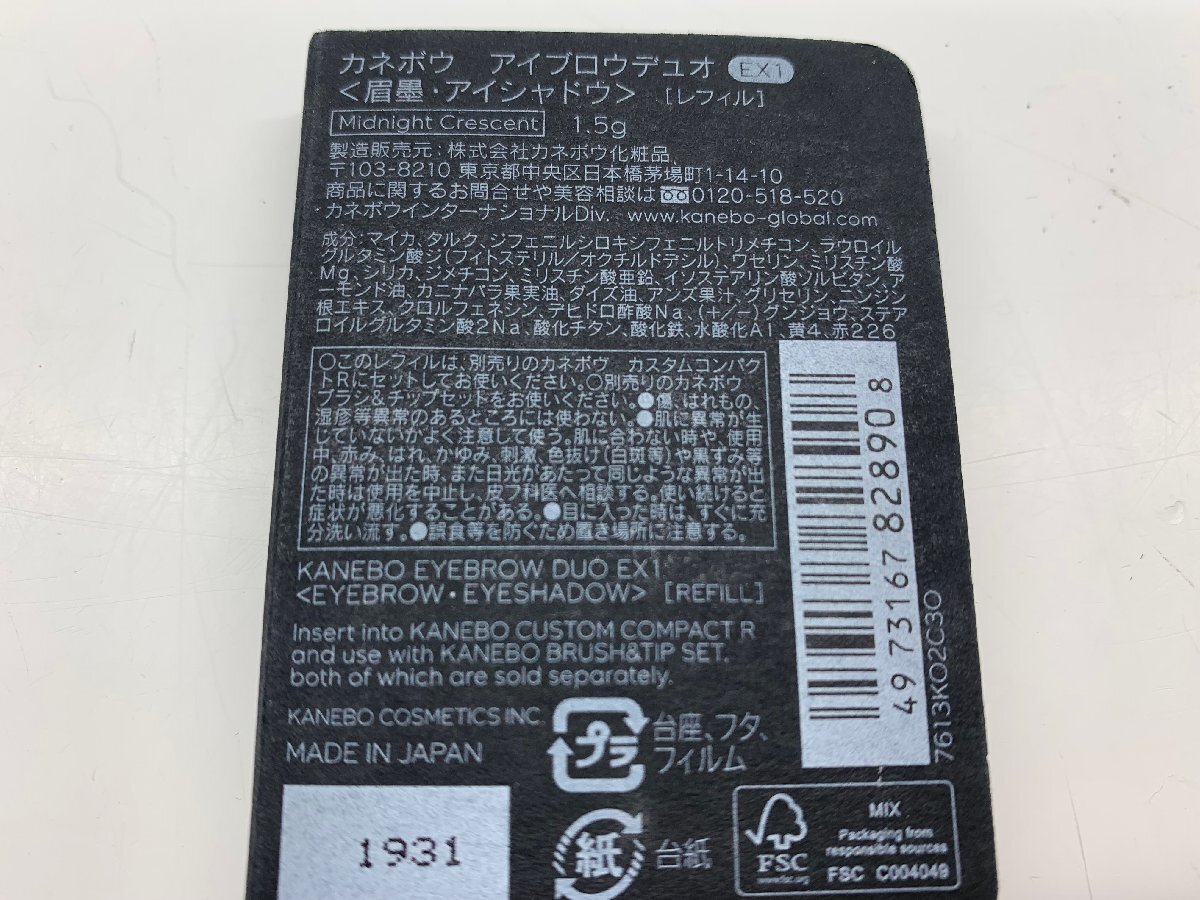 カネボウ アイブロウデュオ EX1
＜眉墨・アイシャドウ＞ [レフィル]
Midnight Crescent 1.5g
製造販売元：株式会社カネボウ化粧品
〒103-8210 東京都中央区日本橋茅場町1-14-10
商品に関するお問合せや美容相談は 0120-518-520
カネボウインターナショナルDiv. www.kanebo-global.com
成分：マイカ、タルク、ジフェニルシロキシフェニルトリメチコン、ラウロイル
グルタミン酸ジ(フィトステリル/オクチルドデシル)、ワセリン、ミリスチン酸
Mg、シリカ、ジメチコン、ミリスチン酸亜鉛、イソステアリン酸ソルビタン、ア
ーモンド油、カニナバラ果実油、ダイズ油、アンズ果汁、グリセリン、ニンジン
根エキス、クロルフェネシン、デヒドロ酢酸Na、(+/-)グンジョウ、ステア
ロイルグルタミン酸2Na、酸化チタン、酸化鉄、水酸化Al、黄4、赤226
○このレフィルは、別売りのカネボウ カスタムコンパク
トRにセットしてお使いください。○別売りのカネボウ
ブラシ&チップセットをお使いください。●傷、はれもの、
湿疹等異常のあるところには使わない。●肌に異常が生
じていないかよく注意して使う。肌に合わない時や、使用
中、赤み、はれ、かゆみ、刺激、色抜け(白斑等)や黒ずみ等
の異常が出た時、また日光があたって同じような異常が出
た時は使用を中止し、皮フ科医へ相談する。使い続けると
症状が悪化することがある。●目に入った時は、すぐに充
分洗い流す。●誤食等を防ぐため置き場所に注意する。
KANEBO EYEBROW DUO EX1
<EYEBROW・EYESHADOW> [REFILL]
Insert into KANEBO CUSTOM COMPACT R
and use with KANEBO BRUSH&TIP SET,
both of which are sold separately.
KANEBO COSMETICS INC.
MADE IN JAPAN
プラ 台座、フタ、
フィルム
紙 台紙
1931
4973167828908
7613K02C30
FSC
www.fsc.org
MIX
Packaging from
responsible sources
FSC C004049